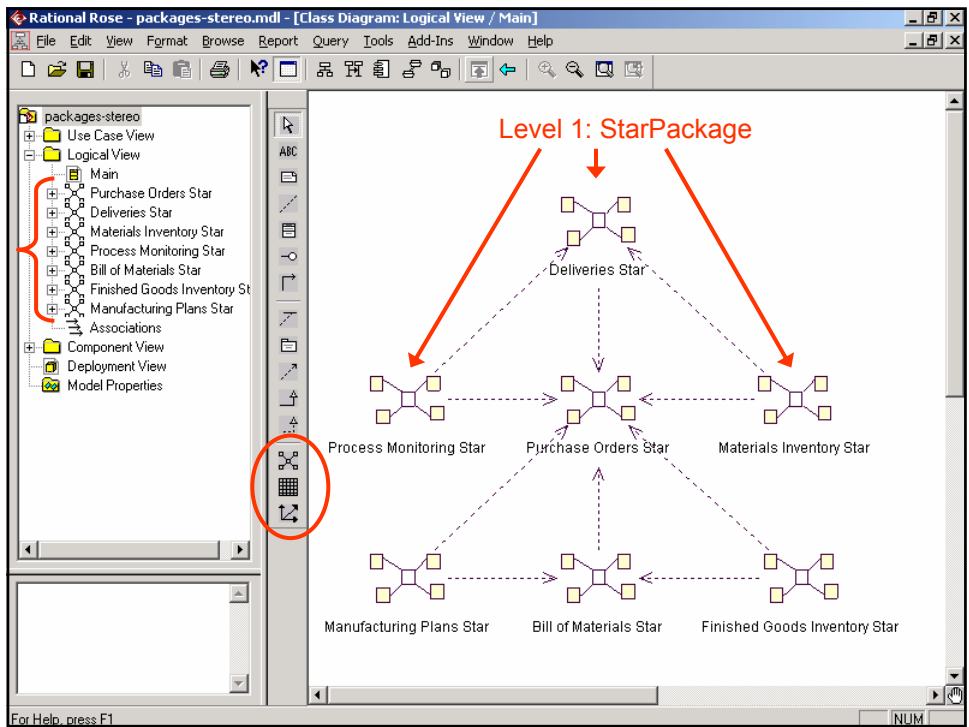 Rational Rose - packages-stereo.mdl - [Class Diagram: Logical View / Main]
File Edit View Format Browse Report Query Tools Add-Ins Window Help
packages-stereo
Use Case View
Logical View
Main
Purchase Orders Star
Deliveries Star
Materials Inventory Star
Process Monitoring Star
Bill of Materials Star
Finished Goods Inventory St
Manufacturing Plans Star
Associations
Component View
Deployment View
Model Properties
ABC
Level 1: StarPackage
Deliveries Star
Process Monitoring Star
Purchase Orders Star
Materials Inventory Star
Manufacturing Plans Star
Bill of Materials Star
Finished Goods Inventory Star
For Help, press F1
NUM